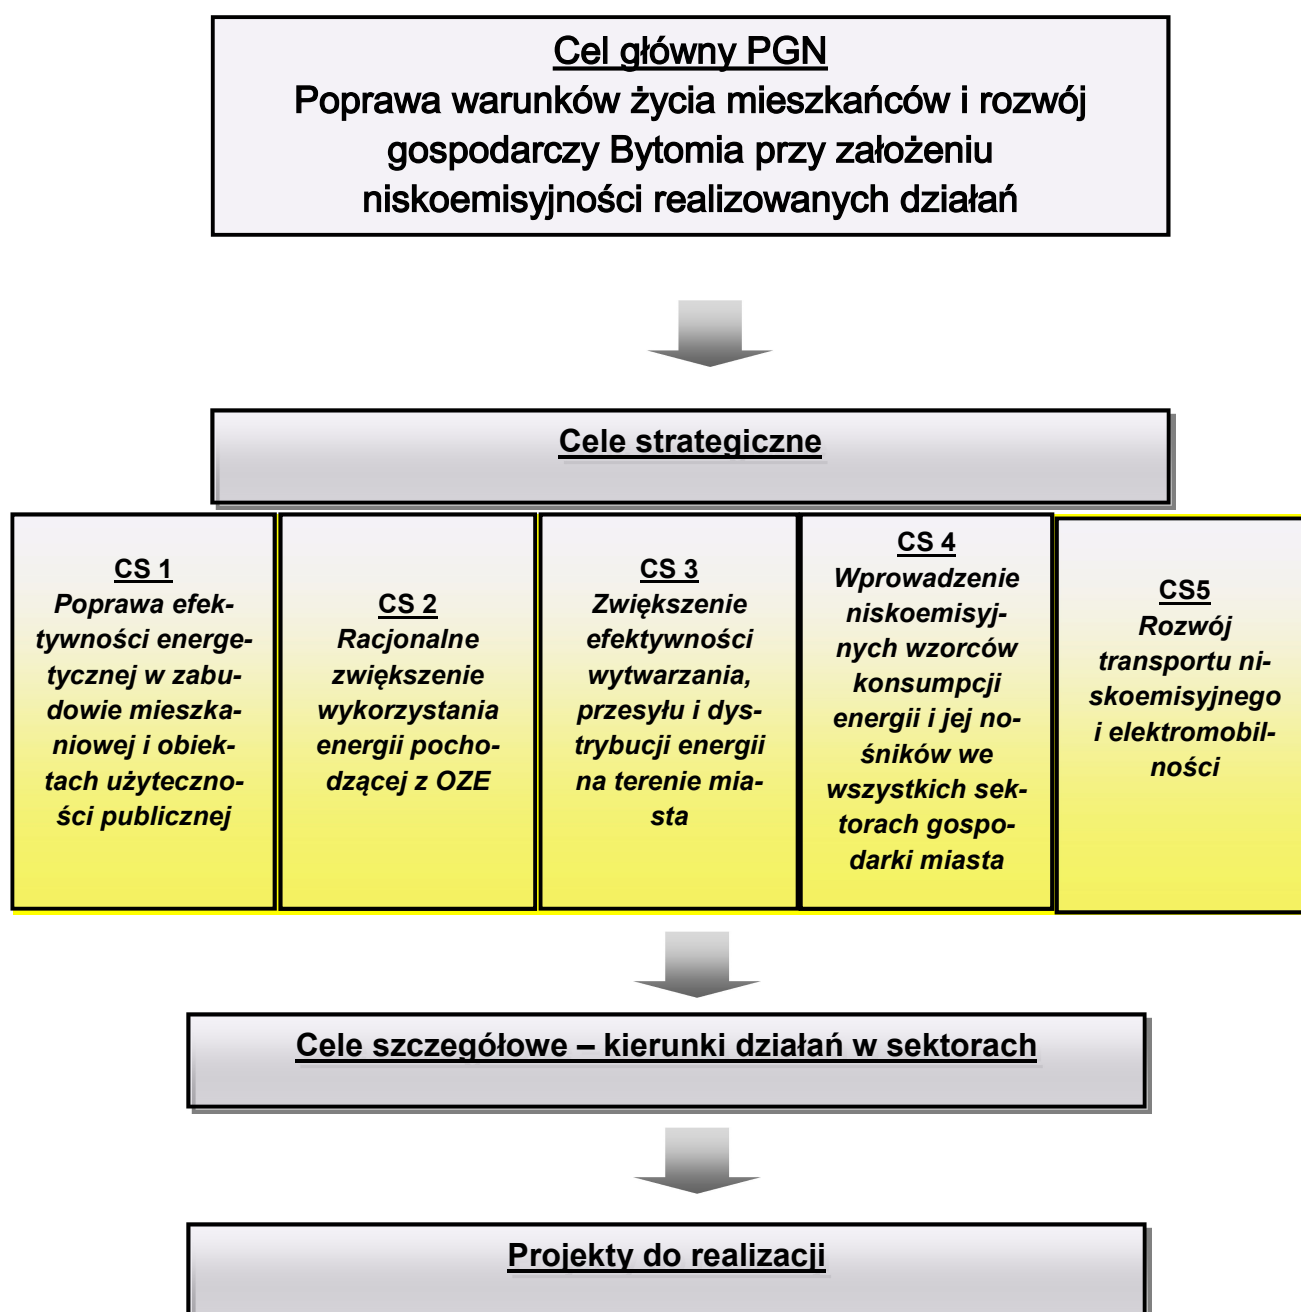 Cel główny PGN
Poprawa warunków życia mieszkańców i rozwój
gospodarczy Bytomia przy założeniu
niskoemisyjności realizowanych działań
Cele strategiczne
CS 1
Poprawa efek-
tywności energe-
tycznej w zabu-
dowie mieszka-
niowej i obiek-
tach użyteczno-
ści publicznej
CS 2
Racjonalne
zwiększenie
wykorzystania
energii pocho-
dzącej z OZE
CS 3
Zwiększenie
efektywności
wytwarzania,
przesyłu i dys-
trybucji energii
na terenie mia-
sta
CS 4
Wprowadzenie
niskoemisyj-
nych wzorców
konsumpcji
energii i jej no-
śników we
wszystkich sek-
torach gospo-
darki miasta
CS5
Rozwój
transportu ni-
skoemisyjnego
i elektromobil-
ności
Cele szczegółowe – kierunki działań w sektorach
Projekty do realizacji